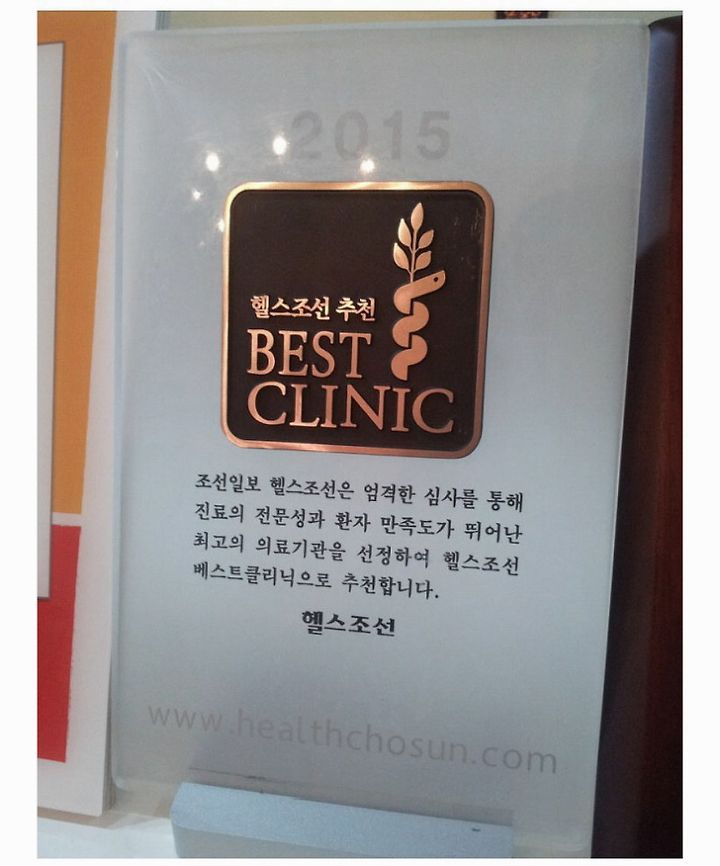 2015
헬스조선 추천
BEST
CLINIC
조선일보 헬스조선은 엄격한 심사를 통해
진료의 전문성과 환자 만족도가 뛰어난
최고의 의료기관을 선정하여 헬스조선
베스트클리닉으로 추천합니다.
헬스조선
www.healthchosun.com